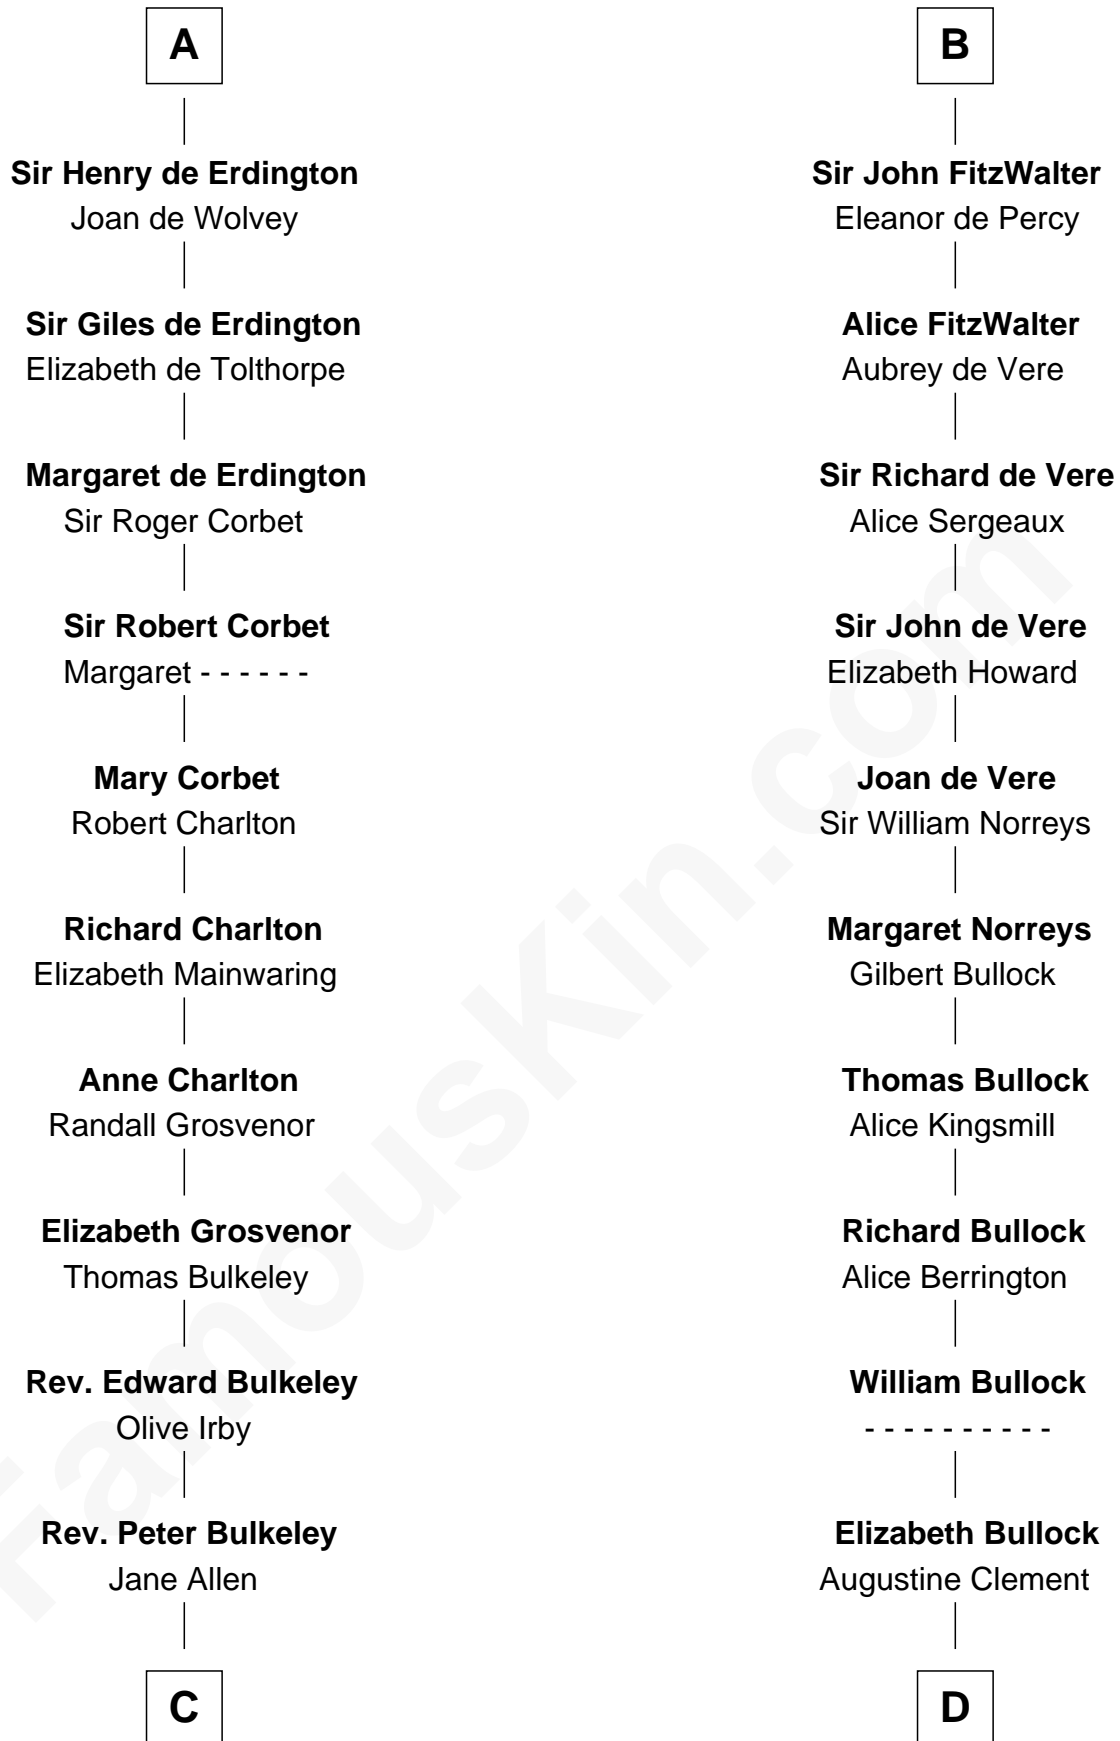 A
Sir Henry de Erdington
Joan de Wolvey
Sir Giles de Erdington
Elizabeth de Tolthorpe
Margaret de Erdington
Sir Roger Corbet
Sir Robert Corbet
Margaret - - - - - -
Mary Corbet
Robert Charlton
Richard Charlton
Elizabeth Mainwaring
Anne Charlton
Randall Grosvenor
Elizabeth Grosvenor
Thomas Bulkeley
Rev. Edward Bulkeley
Olive Irby
Rev. Peter Bulkeley
Jane Allen
C
B
Sir John FitzWalter
Eleanor de Percy
Alice FitzWalter
Aubrey de Vere
Sir Richard de Vere
Alice Sergeaux
Sir John de Vere
Elizabeth Howard
Joan de Vere
Sir William Norreys
Margaret Norreys
Gilbert Bullock
Thomas Bullock
Alice Kingsmill
Richard Bullock
Alice Berrington
William Bullock
- - - - - - - - - -
Elizabeth Bullock
Augustine Clement
D
FamousKin.com